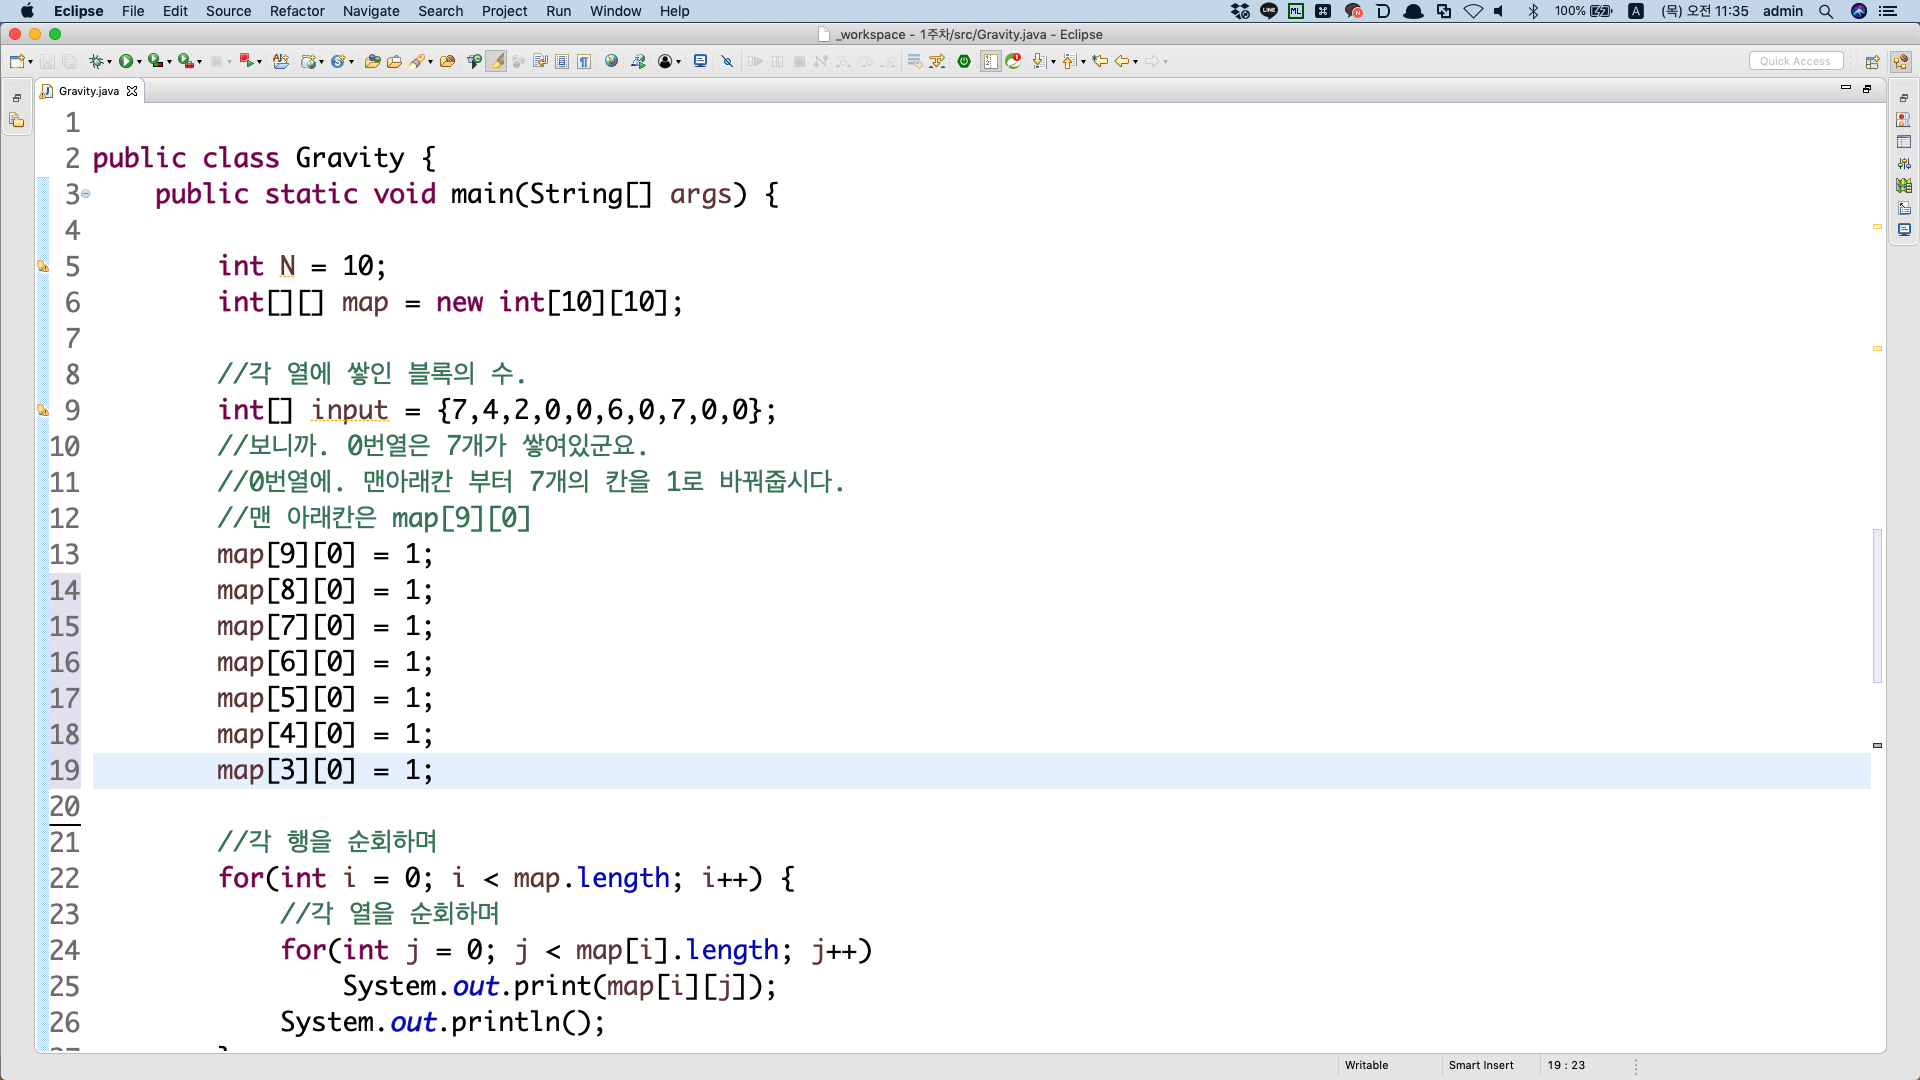 Eclipse File Edit Source Refactor Navigate Search Project Run Window Help
LINE ML 100% A (목) 오전 11:35 admin
_workspace - 1주차/src/Gravity.java - Eclipse
Quick Access
Gravity.java
1
2 public class Gravity {
3 public static void main(String[] args) {
4
5 int N = 10;
6 int[][] map = new int[10][10];
7
8 //각 열에 쌓인 블록의 수.
9 int[] input = {7,4,2,0,0,6,0,7,0,0};
10 //보니까. 0번열은 7개가 쌓여있군요.
11 //0번열에. 맨아래칸 부터 7개의 칸을 1로 바꿔줍시다.
12 //맨 아래칸은 map[9][0]
13 map[9][0] = 1;
14 map[8][0] = 1;
15 map[7][0] = 1;
16 map[6][0] = 1;
17 map[5][0] = 1;
18 map[4][0] = 1;
19 map[3][0] = 1;
20
21 //각 행을 순회하며
22 for(int i = 0; i < map.length; i++) {
23 //각 열을 순회하며
24 for(int j = 0; j < map[i].length; j++)
25 System.out.print(map[i][j]);
26 System.out.println();
Writable Smart Insert 19 : 23